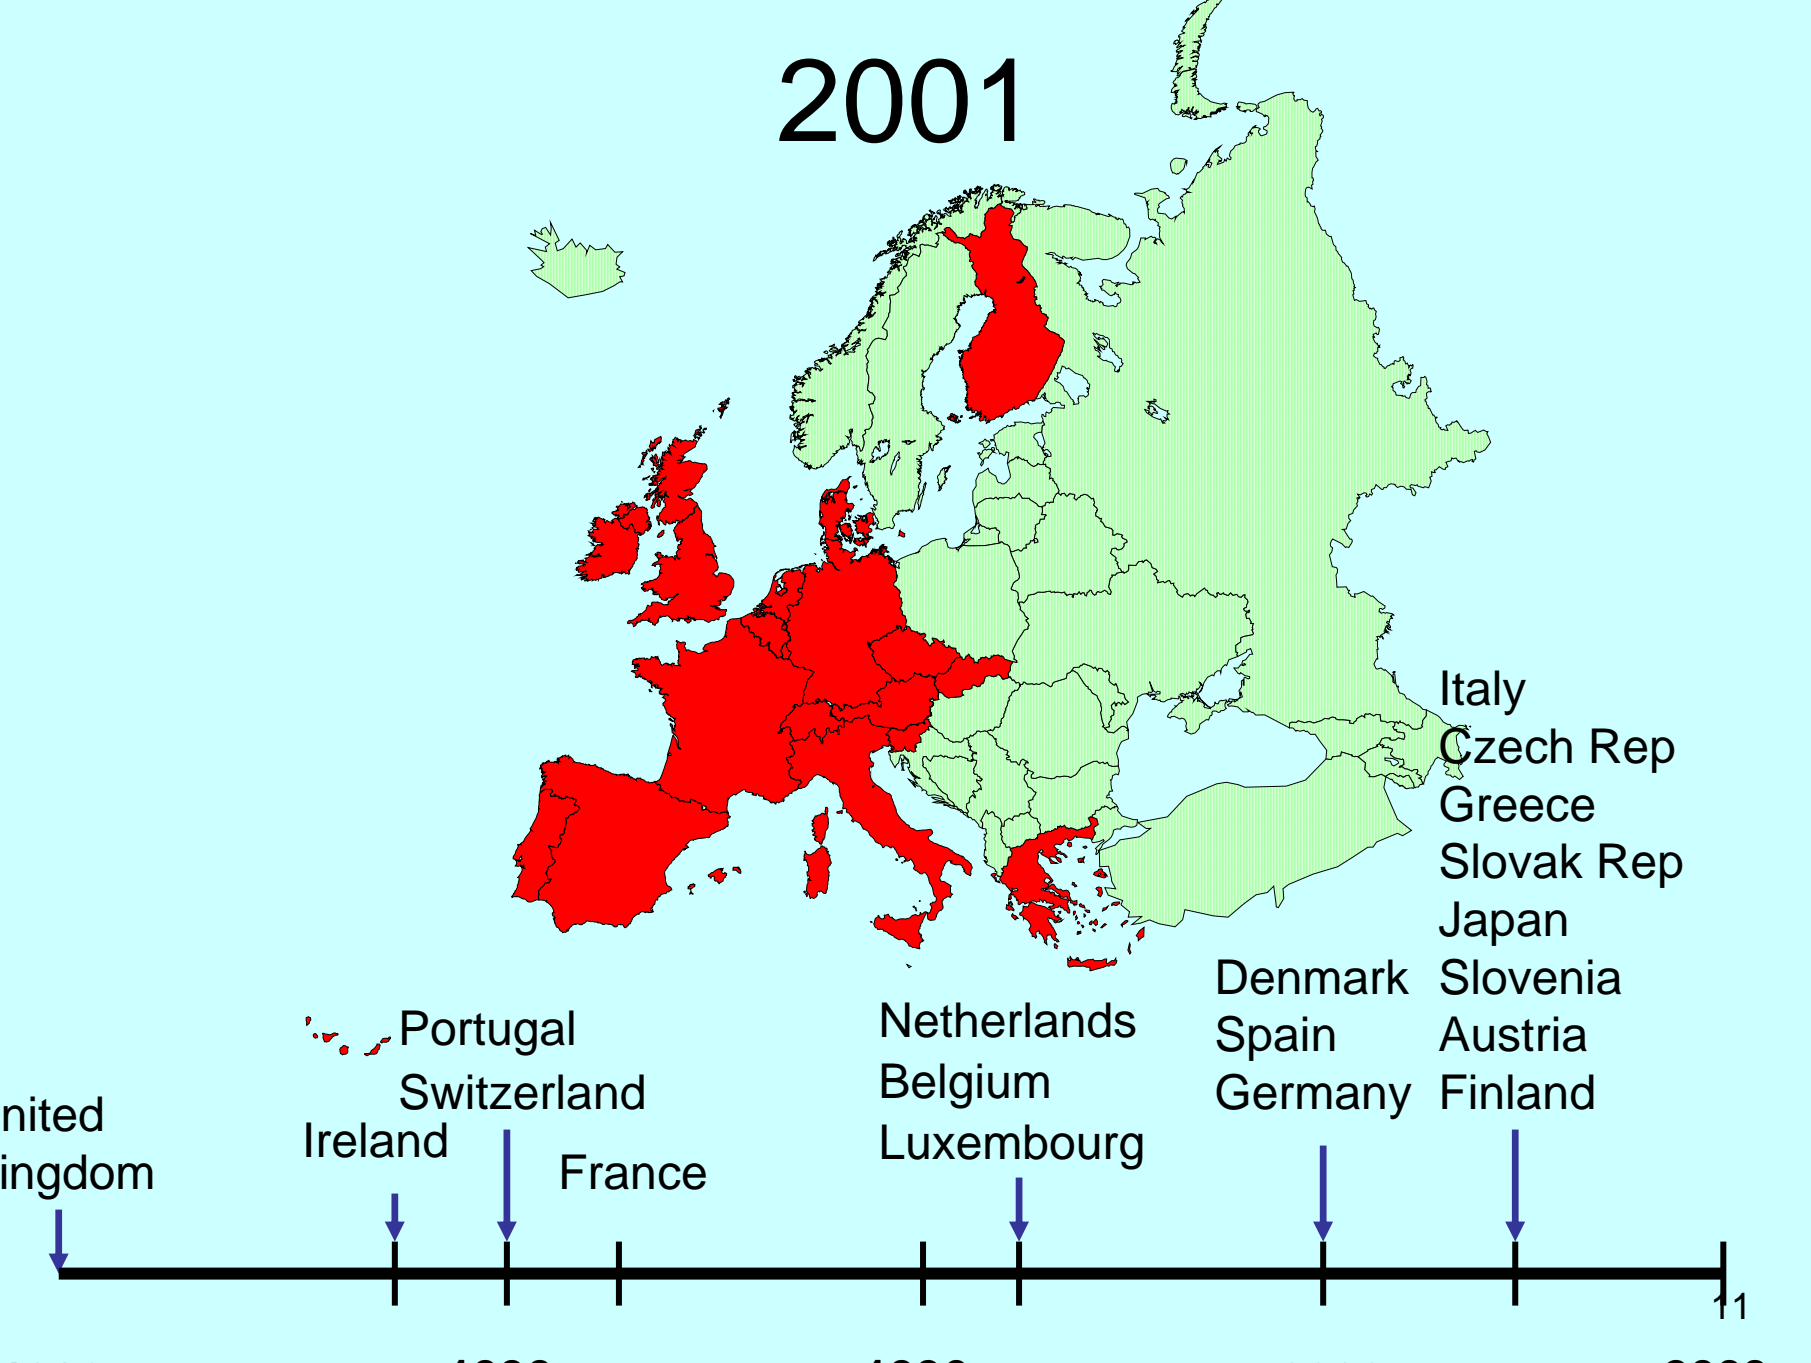 2001
Italy
Czech Rep
Greece
Slovak Rep
Japan
Slovenia
Austria
Finland
Denmark
Spain
Germany
Netherlands
Belgium
Luxembourg
Portugal
Switzerland
Ireland
France
nited
ingdom
11